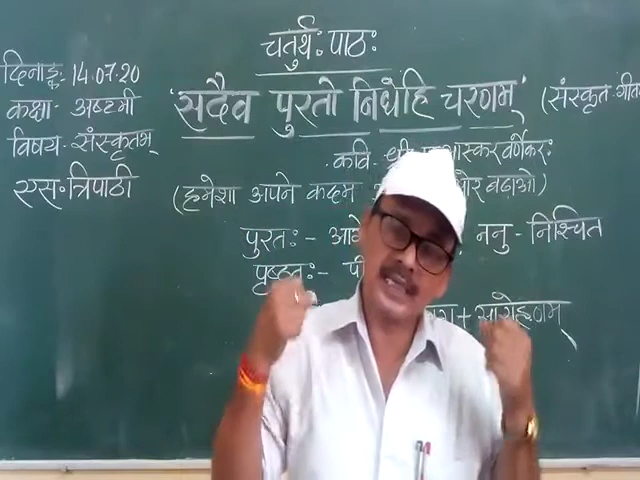 चतुर्थ: पाठ:
दिनाङ्क: 14.07.20
कक्षा- अष्टमी
विषय- संस्कृतम्
एस. त्रिपाठी
'सदैव पुरतो निधेहि चरणम्' (संस्कृत
कवि-
(हमेशा अपने कदम बढ़ाओ)
पुरत:- ननु- निश्चित
पृष्ठत:-